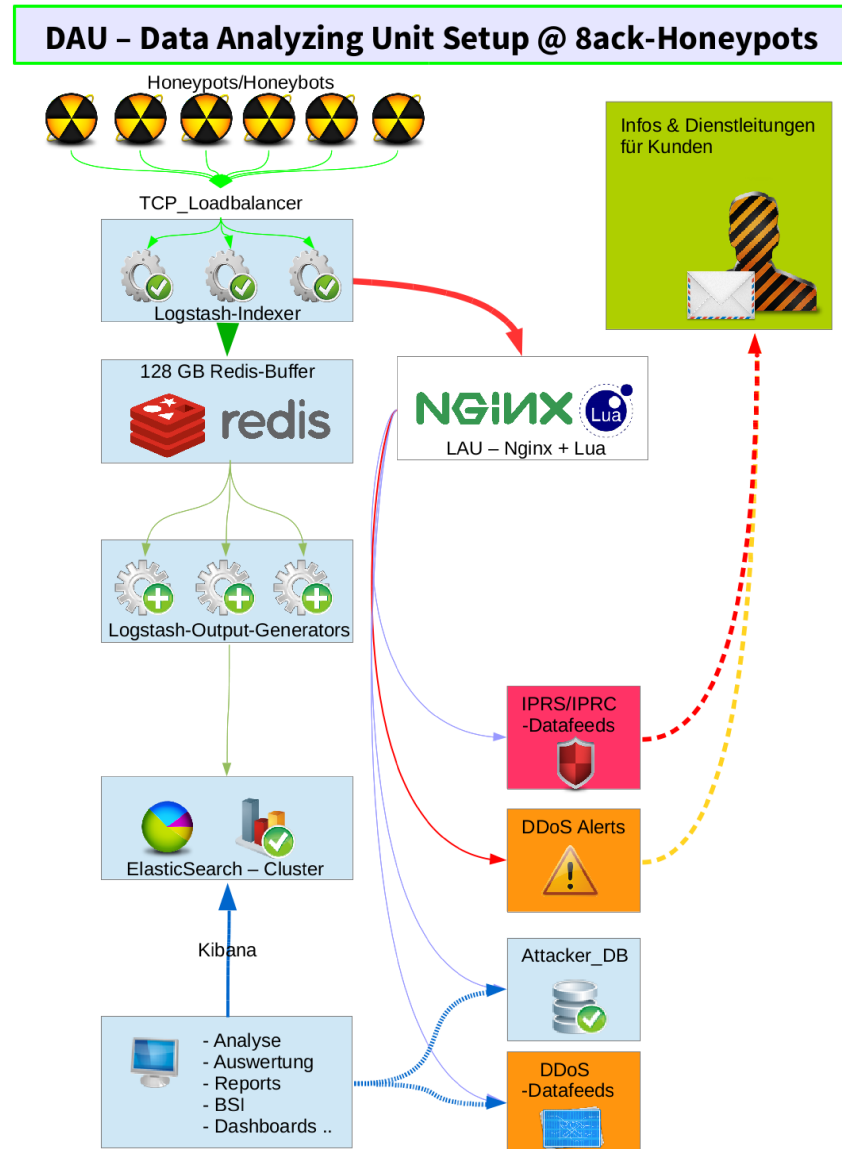 DAU – Data Analyzing Unit Setup @ 8ack-Honeypots
Honeypots/Honeybots
Infos & Dienstleitungen
für Kunden
TCP_Loadbalancer
Logstash-Indexer
128 GB Redis-Buffer
redis
NGiNX
Lua
LAU – Nginx + Lua
Logstash-Output-Generators
IPRS/IPRC
-Datafeeds
DDoS Alerts
ElasticSearch – Cluster
Kibana
Attacker_DB
- Analyse
- Auswertung
- Reports
- BSI
- Dashboards ..
DDoS
-Datafeeds